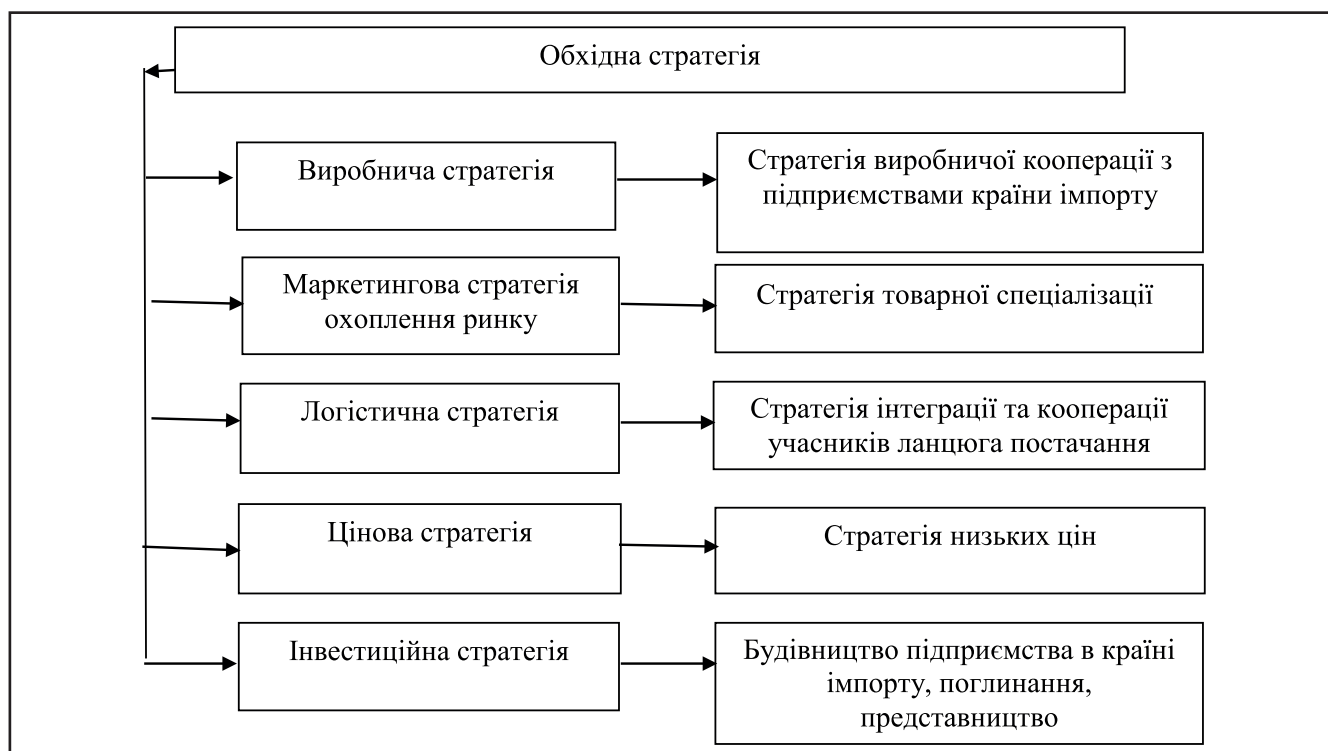 Обхідна стратегія
Виробнича стратегія
Стратегія виробничої кооперації з
підприємствами країни імпорту
Маркетингова стратегія
охоплення ринку
Стратегія товарної спеціалізації
Логістична стратегія
Стратегія інтеграції та кооперації
учасників ланцюга постачання
Цінова стратегія
Стратегія низьких цін
Інвестиційна стратегія
Будівництво підприємства в країні
імпорту, поглинання,
представництво